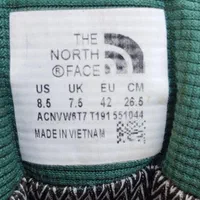 THE
NORTH
®FACE
US UK EU CM
8.5 7.5 42 26.5
ACNVW6T7 T191 551044
MADE IN VIETNAM